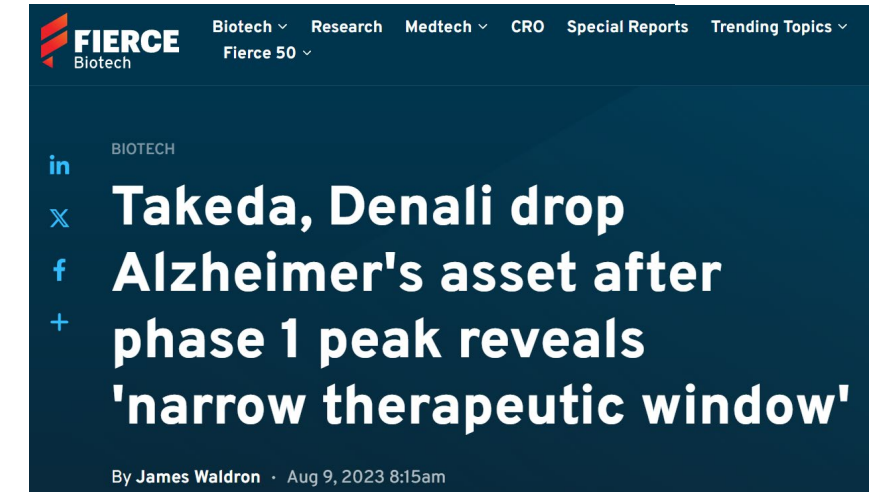 FIERCE
Biotech
Biotech Research Medtech CRO Special Reports Trending Topics
Fierce 50
BIOTECH
in
X
f
+
Takeda, Denali drop
Alzheimer's asset after
phase 1 peak reveals
'narrow therapeutic window'
By James Waldron · Aug 9, 2023 8:15am